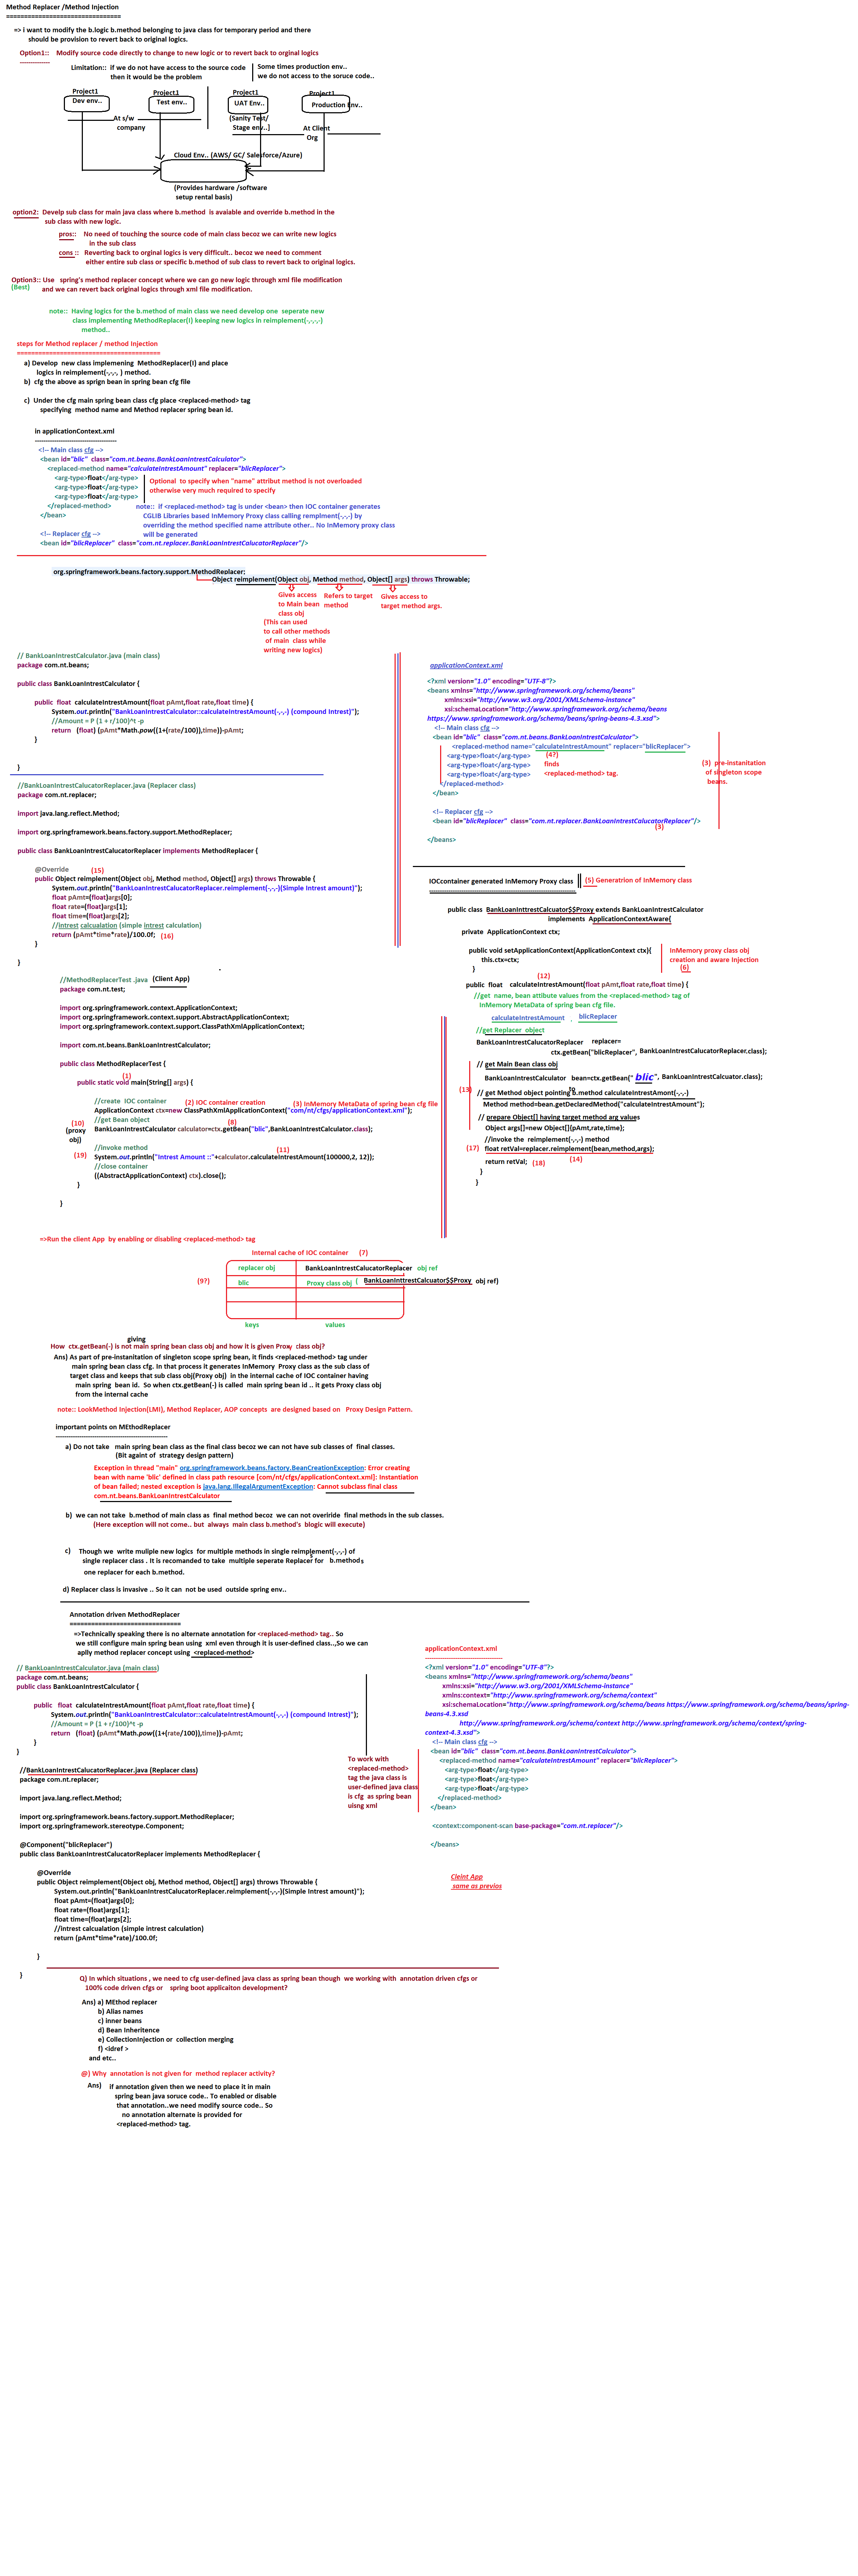 Method Replacer /Method Injection
================================
=> i want to modify the b.logic b.method belonging to java class for temporary period and there
should be provision to revert back to original logics.
Option1:: Modify source code directly to change to new logic or to revert back to orginal logics
--------------
Limitation:: if we do not have access to the source code
then it would be the problem
Some times production env..
we do not access to the soruce code..
Project1
Dev env..
Project1
Test env..
Project1
UAT Env..
(Sanity Test/
Stage env..]
Project1
Production Env..
At s/w
company
At Client
Org
Cloud Env.. (AWS/ GC/ Salesforce/Azure)
(Provides hardware /software
setup rental basis)
option2: Develp sub class for main java class where b.method is avaiable and override b.method in the
sub class with new logic.
pros:: No need of touching the source code of main class becoz we can write new logics
in the sub class
cons :: Reverting back to orginal logics is very difficult.. becoz we need to comment
either entire sub class or specific b.method of sub class to revert back to orginal logics.
Option3:: Use spring's method replacer concept where we can go new logic through xml file modification
(Best) and we can revert back original logics through xml file modification.
note:: Having logics for the b.method of main class we need develop one seperate new
class implementing MethodReplacer(I) keeping new logics in reimplement(-,-,-,-)
method..
steps for Method replacer / method Injection
========================================
a) Develop new class implemening MethodReplacer(I) and place
logics in reimplement(-,-,-, ) method.
b) cfg the above as sprign bean in spring bean cfg file
c) Under the cfg main spring bean class cfg place <replaced-method> tag
specifying method name and Method replacer spring bean id.
in applicationContext.xml
---------------------------------------
<!-- Main class cfg -->
<bean id="blic" class="com.nt.beans.BankLoanIntrestCalculator">
<replaced-method name="calculateIntrestAmount" replacer="blicReplacer">
<arg-type>float</arg-type>
<arg-type>float</arg-type>
<arg-type>float</arg-type>
</replaced-method>
</bean>
Optional to specify when "name" attribut method is not overloaded
otherwise very much required to specify
note:: if <replaced-method> tag is under <bean> then IOC container generates
CGLIB Libraries based InMemory Proxy class calling remplment(-,-,-) by
overriding the method specified name attribute other.. No InMemory proxy class
will be generated
<!-- Replacer cfg -->
<bean id="blicReplacer" class="com.nt.replacer.BankLoanIntrestCalucatorReplacer"/>
org.springframework.beans.factory.support.MethodReplacer;
Object reimplement(Object obj, Method method, Object[] args) throws Throwable;
Gives access
to Main bean
class obj
(This can used
to call other methods
of main class while
writing new logics)
Refers to target
method
Gives access to
target method args.
// BankLoanIntrestCalculator.java (main class)
package com.nt.beans;
public class BankLoanIntrestCalculator {
public float calculateIntrestAmount(float pAmt,float rate,float time) {
System.out.println("BankLoanIntrestCalculator::calculateIntrestAmount(-,-,-) (compound Intrest)");
//Amount = P (1 + r/100)^t -p
return (float) (pAmt*Math.pow((1+(rate/100)),time))-pAmt;
}
}
//BankLoanIntrestCalucatorReplacer.java (Replacer class)
package com.nt.replacer;
import java.lang.reflect.Method;
import org.springframework.beans.factory.support.MethodReplacer;
public class BankLoanIntrestCalucatorReplacer implements MethodReplacer {
@Override (15)
public Object reimplement(Object obj, Method method, Object[] args) throws Throwable {
System.out.println("BankLoanIntrestCalucatorReplacer.reimplement(-,-,-)(Simple Intrest amount)");
float pAmt=(float)args[0];
float rate=(float)args[1];
float time=(float)args[2];
//intrest calcualation (simple intrest calculation)
return (pAmt*time*rate)/100.0f; (16)
}
}
applicationContext.xml
<?xml version="1.0" encoding="UTF-8"?>
<beans xmlns="http://www.springframework.org/schema/beans"
xmlns:xsi="http://www.w3.org/2001/XMLSchema-instance"
xsi:schemaLocation="http://www.springframework.org/schema/beans
https://www.springframework.org/schema/beans/spring-beans-4.3.xsd">
<!-- Main class cfg -->
<bean id="blic" class="com.nt.beans.BankLoanIntrestCalculator">
<replaced-method name="calculateIntrestAmount" replacer="blicReplacer">
<arg-type>float</arg-type> (4?)
<arg-type>float</arg-type> finds
<arg-type>float</arg-type> <replaced-method> tag.
</replaced-method>
</bean>
(3) pre-instanitation
of singleton scope
beans.
<!-- Replacer cfg -->
<bean id="blicReplacer" class="com.nt.replacer.BankLoanIntrestCalucatorReplacer"/>
(3)
</beans>
IOCcontainer generated InMemory Proxy class (5) Generatrion of InMemory class
public class BankLoanInttrestCalcuator$$Proxy extends BankLoanIntrestCalculator
implements ApplicationContextAware{
private ApplicationContext ctx;
public void setApplicationContext(ApplicationContext ctx){
this.ctx=ctx;
}
InMemory proxy class obj
creation and aware Injection
(6)
(12)
public float calculateIntrestAmount(float pAmt,float rate,float time) {
//get name, bean attibute values from the <replaced-method> tag of
InMemory MetaData of spring bean cfg file.
calculateIntrestAmount , blicReplacer
//get Replacer object
BankLoanIntrestCalucatorReplacer replacer=
ctx.getBean("blicReplacer", BankLoanIntrestCalucatorReplacer.class);
// get Main Bean class obj
BankLoanIntrestCalculator bean=ctx.getBean("blic", BankLoanIntrestCalcuator.class);
(13) to
// get Method object pointing b.method calculateIntrestAmont(-,-,-)
Method method=bean.getDeclaredMethod("calculateIntrestAmount");
// prepare Object[] having target method arg values
Object args[]=new Object[]{pAmt,rate,time);
//invoke the reimplement(-,-,-) method
(17) float retVal=replacer.reimplement(bean,method,args);
return retVal; (18) (14)
}
}
//MethodReplacerTest .java (Client App)
package com.nt.test;
import org.springframework.context.ApplicationContext;
import org.springframework.context.support.AbstractApplicationContext;
import org.springframework.context.support.ClassPathXmlApplicationContext;
import com.nt.beans.BankLoanIntrestCalculator;
public class MethodReplacerTest {
(1)
public static void main(String[] args) {
//create IOC container (2) IOC container creation (3) InMemory MetaData of spring bean cfg file
ApplicationContext ctx=new ClassPathXmlApplicationContext("com/nt/cfgs/applicationContext.xml");
//get Bean object (8)
(10)
(proxy
obj)
BankLoanIntrestCalculator calculator=ctx.getBean("blic",BankLoanIntrestCalculator.class);
//invoke method (11)
(19) System.out.println("Intrest Amount ::"+calculator.calculateIntrestAmount(100000,2, 12));
//close container
((AbstractApplicationContext) ctx).close();
}
}
=>Run the client App by enabling or disabling <replaced-method> tag
Internal cache of IOC container (7)
replacer obj BankLoanIntrestCalucatorReplacer obj ref
(9?) blic Proxy class obj ( BankLoanInttrestCalcuator$$Proxy obj ref)
keys values
giving
How ctx.getBean(-) is not main spring bean class obj and how it is given Proxy class obj?
Ans) As part of pre-instanitation of singleton scope spring bean, it finds <replaced-method> tag under
main spring bean class cfg. In that process it generates InMemory Proxy class as the sub class of
target class and keeps that sub class obj(Proxy obj) in the internal cache of IOC container having
main spring bean id. So when ctx.getBean(-) is called main spring bean id .. it gets Proxy class obj
from the internal cache
note:: LookMethod Injection(LMI), Method Replacer, AOP concepts are designed based on Proxy Design Pattern.
important points on MEthodReplacer
-----------------------------------------------------
a) Do not take main spring bean class as the final class becoz we can not have sub classes of final classes.
(Bit againt of strategy design pattern)
Exception in thread "main" org.springframework.beans.factory.BeanCreationException: Error creating
bean with name 'blic' defined in class path resource [com/nt/cfgs/applicationContext.xml]: Instantiation
of bean failed; nested exception is java.lang.IllegalArgumentException: Cannot subclass final class
com.nt.beans.BankLoanIntrestCalculator
b) we can not take b.mehtod of main class as final method becoz we can not overiride final methods in the sub classes.
(Here exception will not come.. but always main class b.method's blogic will execute)
c) Though we write muliple new logics for multiple methods in single reimplement(-,-,-) of
single replacer class . It is recomanded to take multiple seperate Replacers for b.methods
one replacer for each b.method.
d) Replacer class is invasive .. So it can not be used outside spring env..
Annotation driven MethodReplacer
===============================
=>Technically speaking there is no alternate annotation for <replaced-method> tag.. So
we still configure main spring bean using xml even through it is user-defined class..,So we can
aplly method replacer concept using <replaced-method>
// BankLoanIntrestCalculator.java (main class)
package com.nt.beans;
public class BankLoanIntrestCalculator {
public float calculateIntrestAmount(float pAmt,float rate,float time) {
System.out.println("BankLoanIntrestCalculator::calculateIntrestAmount(-,-,-) (compound Intrest)");
//Amount = P (1 + r/100)^t -p
return (float) (pAmt*Math.pow((1+(rate/100)),time))-pAmt;
}
}
//BankLoanIntrestCalucatorReplacer.java (Replacer class)
package com.nt.replacer;
import java.lang.reflect.Method;
import org.springframework.beans.factory.support.MethodReplacer;
import org.springframework.stereotype.Component;
@Component("blicReplacer")
public class BankLoanIntrestCalucatorReplacer implements MethodReplacer {
@Override
public Object reimplement(Object obj, Method method, Object[] args) throws Throwable {
System.out.println("BankLoanIntrestCalucatorReplacer.reimplement(-,-,-)(Simple Intrest amount)");
float pAmt=(float)args[0];
float rate=(float)args[1];
float time=(float)args[2];
//intrest calcualation (simple intrest calculation)
return (pAmt*time*rate)/100.0f;
}
}
To work with
<replaced-method>
tag the java class is
user-defined java class
is cfg as spring bean
uisng xml
applicationContext.xml
-------------------------------------
<?xml version="1.0" encoding="UTF-8"?>
<beans xmlns="http://www.springframework.org/schema/beans"
xmlns:xsi="http://www.w3.org/2001/XMLSchema-instance"
xmlns:context="http://www.springframework.org/schema/context"
xsi:schemaLocation="http://www.springframework.org/schema/beans https://www.springframework.org/schema/beans/spring-
beans-4.3.xsd
http://www.springframework.org/schema/context http://www.springframework.org/schema/context/spring-
context-4.3.xsd">
<!-- Main class cfg -->
<bean id="blic" class="com.nt.beans.BankLoanIntrestCalculator">
<replaced-method name="calculateIntrestAmount" replacer="blicReplacer">
<arg-type>float</arg-type>
<arg-type>float</arg-type>
<arg-type>float</arg-type>
</replaced-method>
</bean>
<context:component-scan base-package="com.nt.replacer"/>
</beans>
Cleint App
same as previos
Q) In which situations , we need to cfg user-defined java class as spring bean though we working with annotation driven cfgs or
100% code driven cfgs or spring boot applicaiton development?
Ans) a) MEthod replacer
b) Alias names
c) inner beans
d) Bean Inheritence
e) CollectionInjection or collection merging
f) <idref >
and etc..
@) Why annotation is not given for method replacer activity?
Ans) if annotation given then we need to place it in main
spring bean java soruce code.. To enabled or disable
that annotation..we need modify source code.. So
no annotation alternate is provided for
<replaced-method> tag.